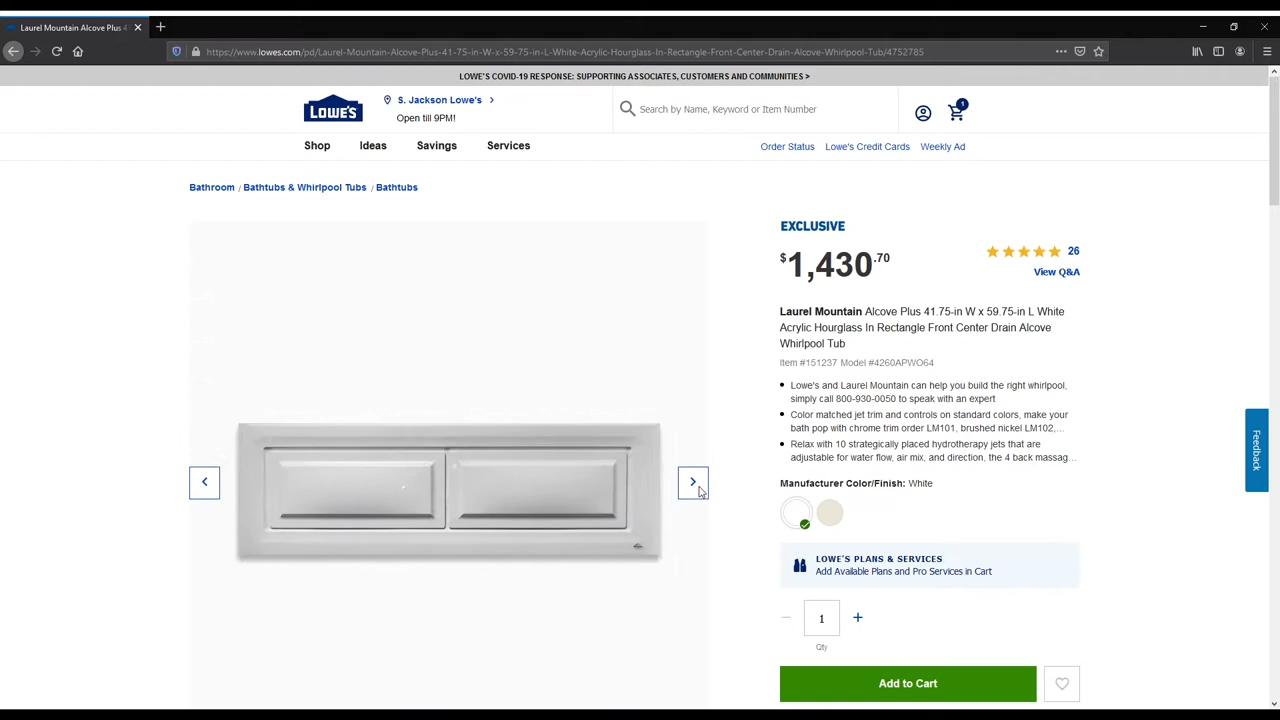 Laurel Mountain Alcove Plus 41
https://www.lowes.com/pd/Laurel-Mountain-Alcove-Plus-41-75-in-W-x-59-75-in-L-White-Acrylic-Hourglass-In-Rectangle-Front-Center-Drain-Alcove-Whirlpool-Tub/4752785
LOWE'S COVID-19 RESPONSE: SUPPORTING ASSOCIATES, CUSTOMERS AND COMMUNITIES >
LOWE'S
S. Jackson Lowe's >
Open till 9PM!
Search by Name, Keyword or Item Number
1
Shop Ideas Savings Services
Order Status Lowe's Credit Cards Weekly Ad
Bathroom / Bathtubs & Whirlpool Tubs / Bathtubs
EXCLUSIVE
$1,430.70
26
View Q&A
Laurel Mountain Alcove Plus 41.75-in W x 59.75-in L White
Acrylic Hourglass In Rectangle Front Center Drain Alcove
Whirlpool Tub
Item #151237 Model #4260APWO64
• Lowe's and Laurel Mountain can help you build the right whirlpool,
simply call 800-930-0050 to speak with an expert
• Color matched jet trim and controls on standard colors, make your
bath pop with chrome trim order LM101, brushed nickel LM102,...
• Relax with 10 strategically placed hydrotherapy jets that are
adjustable for water flow, air mix, and direction, the 4 back massag...
Manufacturer Color/Finish: White
LOWE'S PLANS & SERVICES
Add Available Plans and Pro Services in Cart
1
Qty
Add to Cart
Feedback